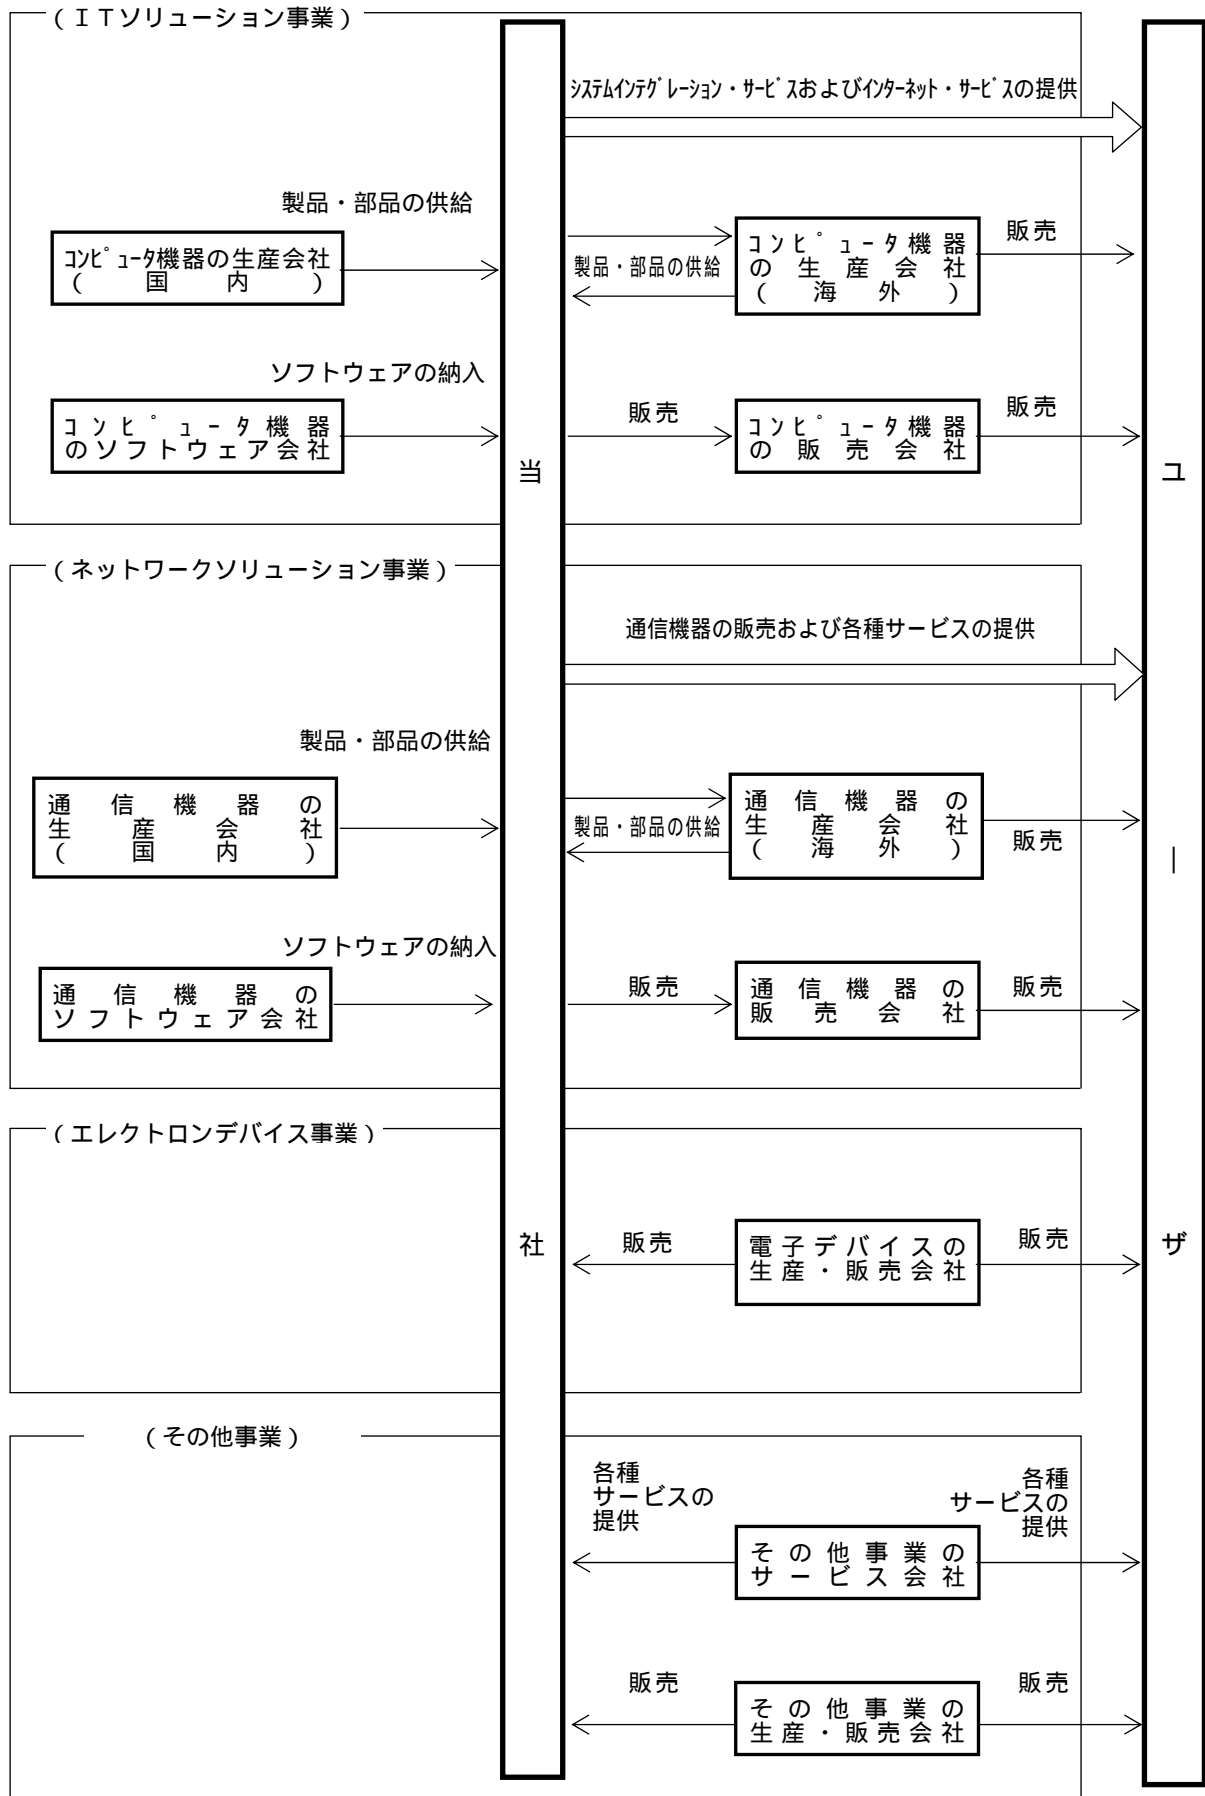 （ＩＴソリューション事業）
ｼｽﾃﾑｲﾝﾃｸﾞﾚｰｼｮﾝ・ｻｰﾋﾞｽおよびｲﾝﾀｰﾈｯﾄ・ｻｰﾋﾞｽの提供
製品・部品の供給
ｺﾝﾋﾟｭｰﾀ機器の生産会社
（国内）
製品・部品の供給
コンピュータ機器
の生産会社
（海外）
販売
ソフトウェアの納入
コンピュータ機器
のソフトウェア会社
販売
コンピュータ機器
の販売会社
販売
当
社
ユ
ー
ザ
（ネットワークソリューション事業）
通信機器の販売および各種サービスの提供
製品・部品の供給
通信機器の
生産会社
（国内）
製品・部品の供給
通信機器の
生産会社
（海外）
販売
ソフトウェアの納入
通信機器の
ソフトウェア会社
販売
通信機器の
販売会社
販売
（エレクトロンデバイス事業）
販売
電子デバイスの
生産・販売会社
販売
（その他事業）
各種
サービスの
提供
その他事業の
サービス会社
各種
サービスの
提供
販売
その他事業の
生産・販売会社
販売